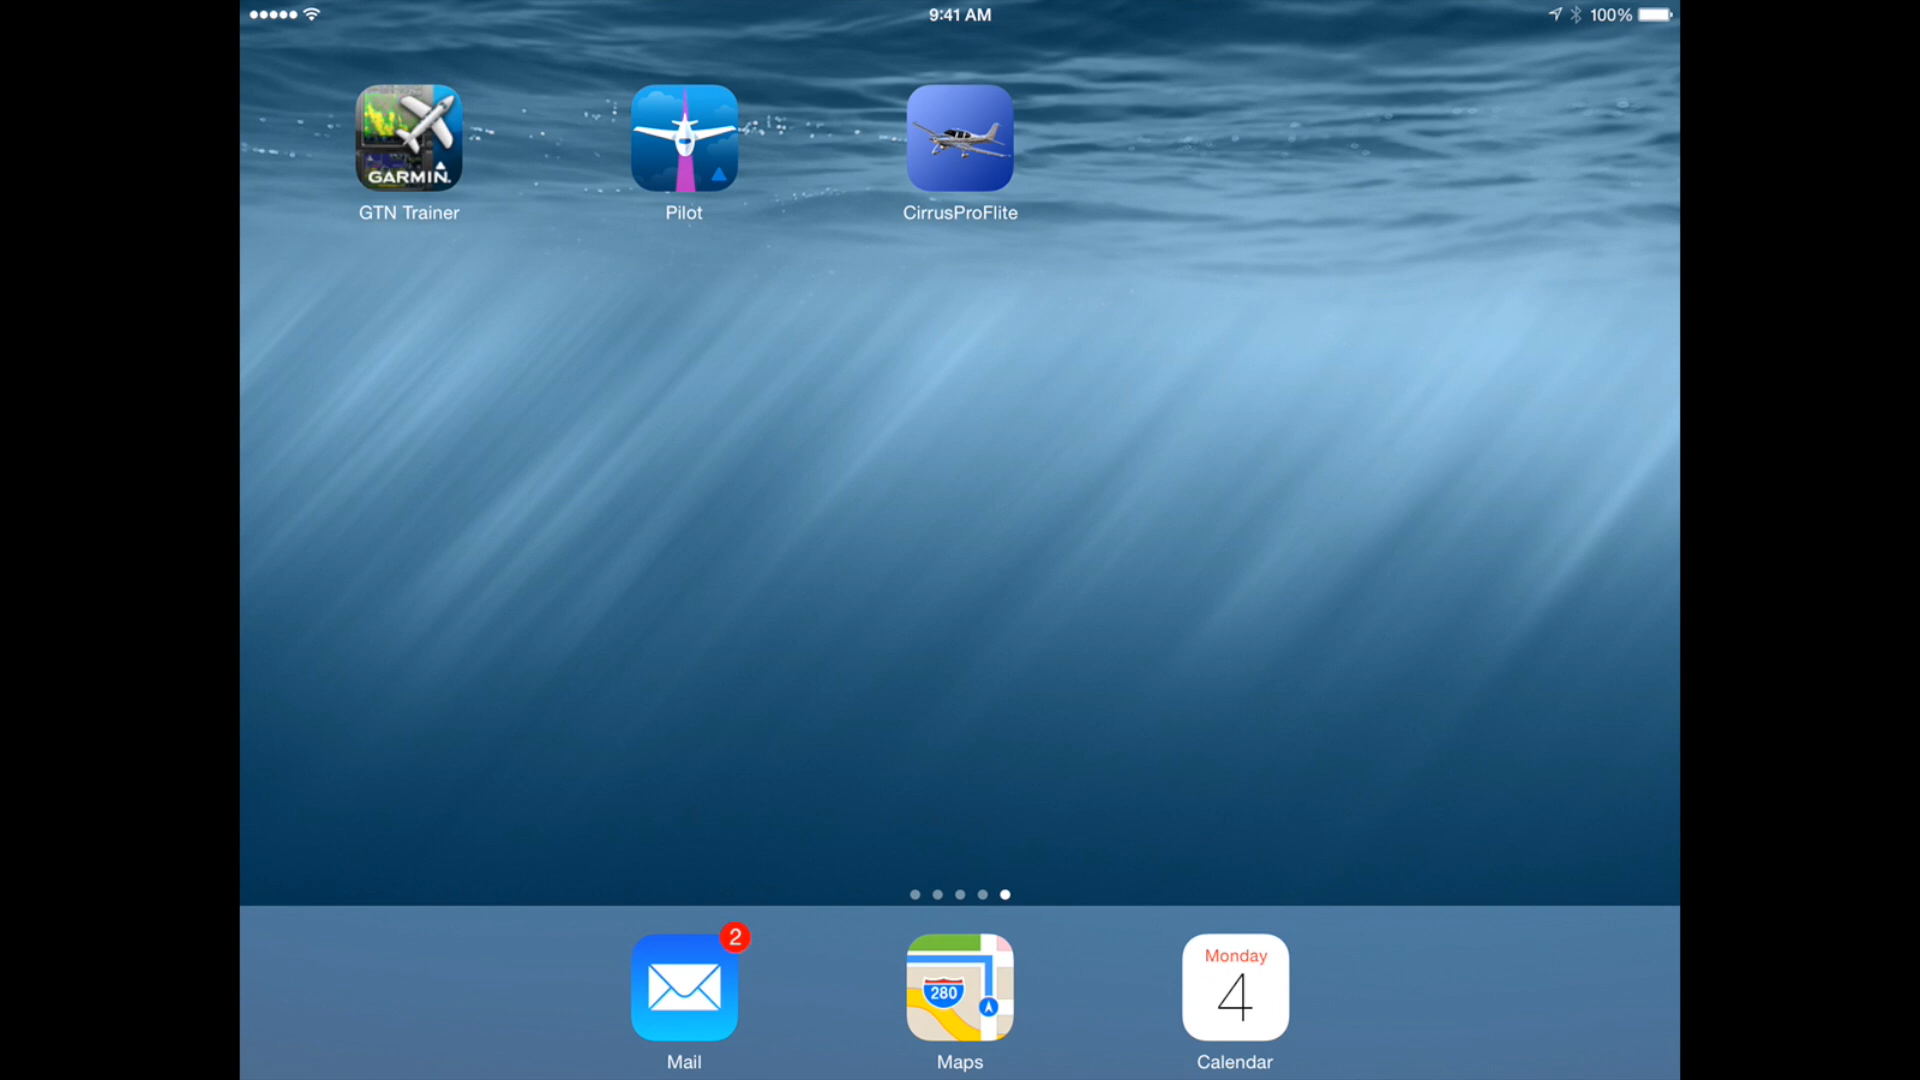 9:41 AM
100%
GARMIN.
GTN Trainer
Pilot
CirrusProFlite
2
280
Monday
4
Mail
Maps
Calendar